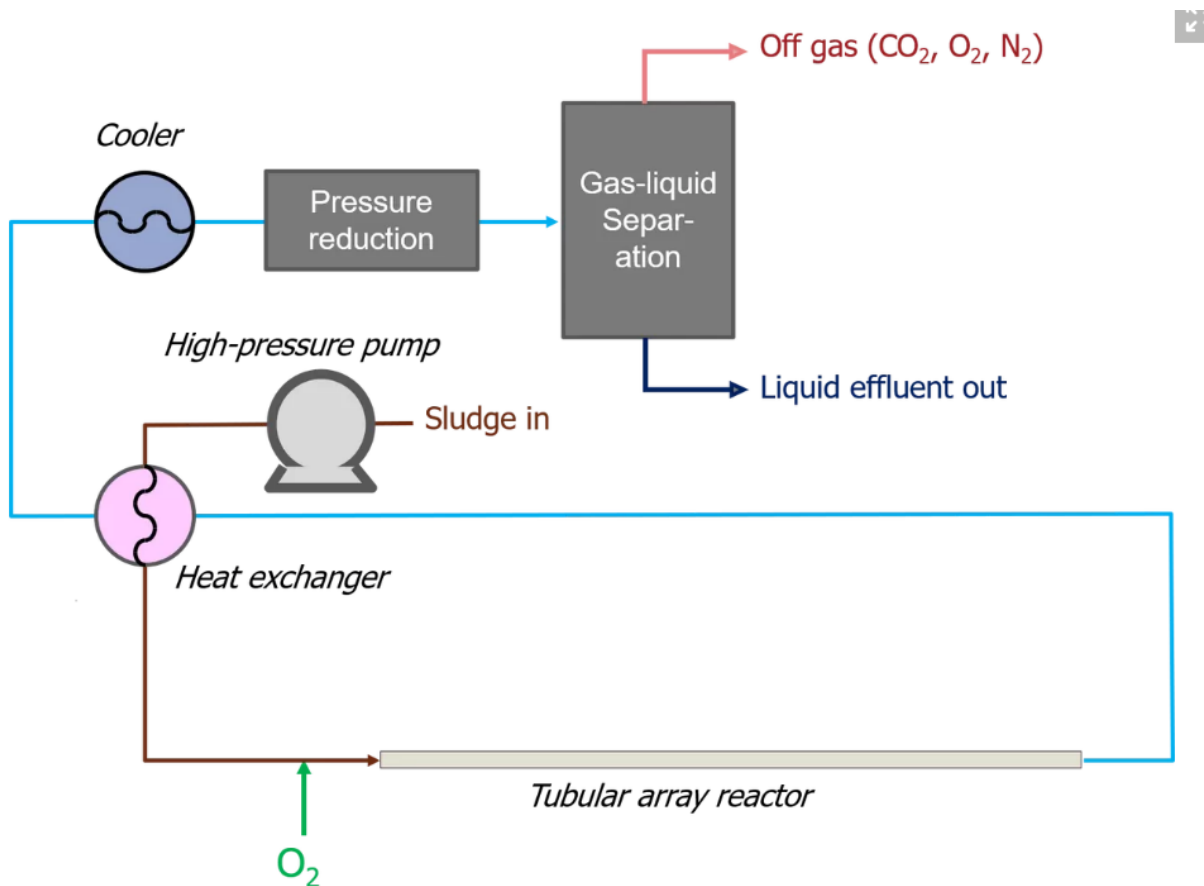 Off gas (CO₂, O₂, N₂)
Cooler
Pressure
reduction
Gas-liquid
Separ-
ation
High-pressure pump
Sludge in
Liquid effluent out
Heat exchanger
Tubular array reactor
O₂